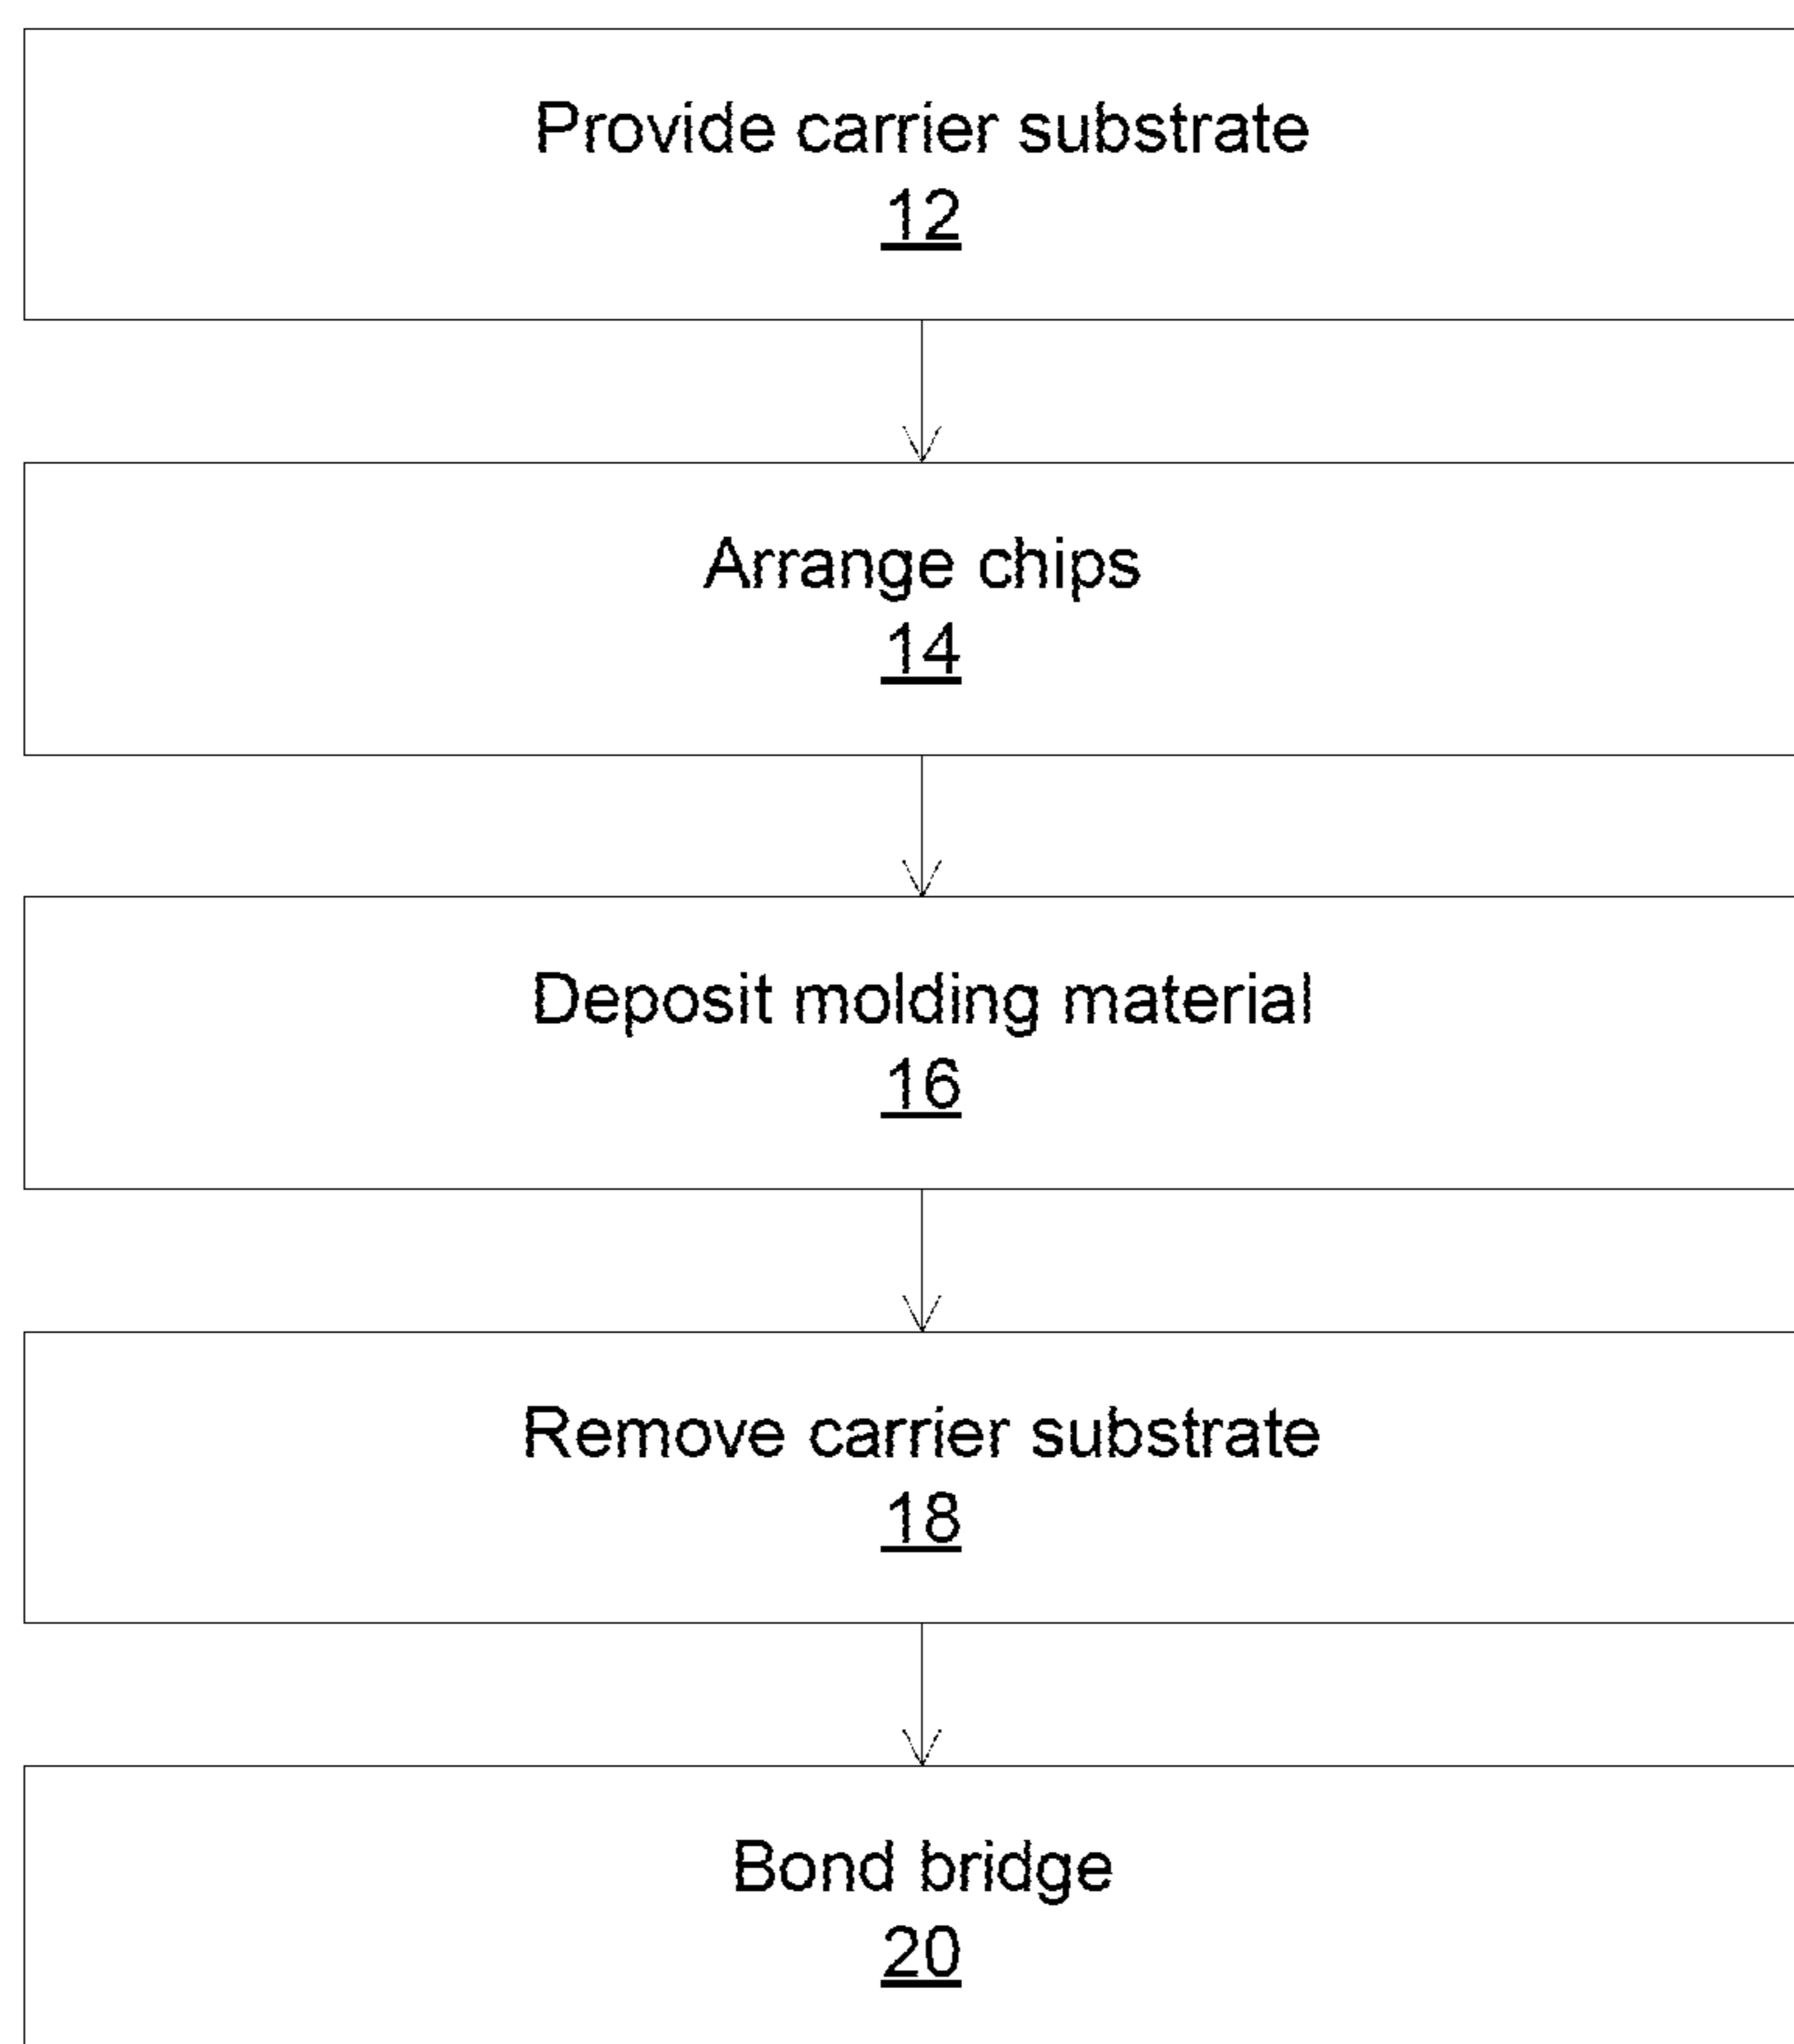 Provide carrier substrate
12
Arrange chips
14
Deposit molding material
16
Remove carrier substrate
18
Bond bridge
20